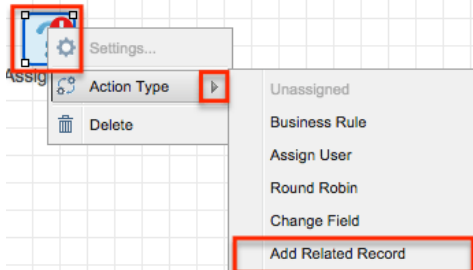 Settings...
Assig
Action Type
Unassigned
Delete
Business Rule
Assign User
Round Robin
Change Field
Add Related Record